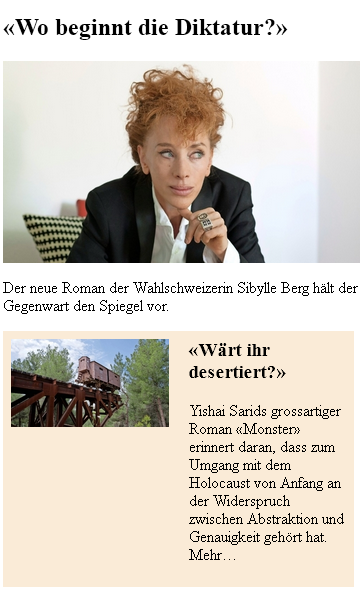 «Wo beginnt die Diktatur?»
Der neue Roman der Wahlschweizerin Sibylle Berg hält der
Gegenwart den Spiegel vor.
«Wärt ihr
desertiert?»
Yishai Sarids grossartiger
Roman «Monster»
erinnert daran, dass zum
Umgang mit dem
Holocaust von Anfang an
der Widerspruch
zwischen Abstraktion und
Genauigkeit gehört hat.
Mehr…